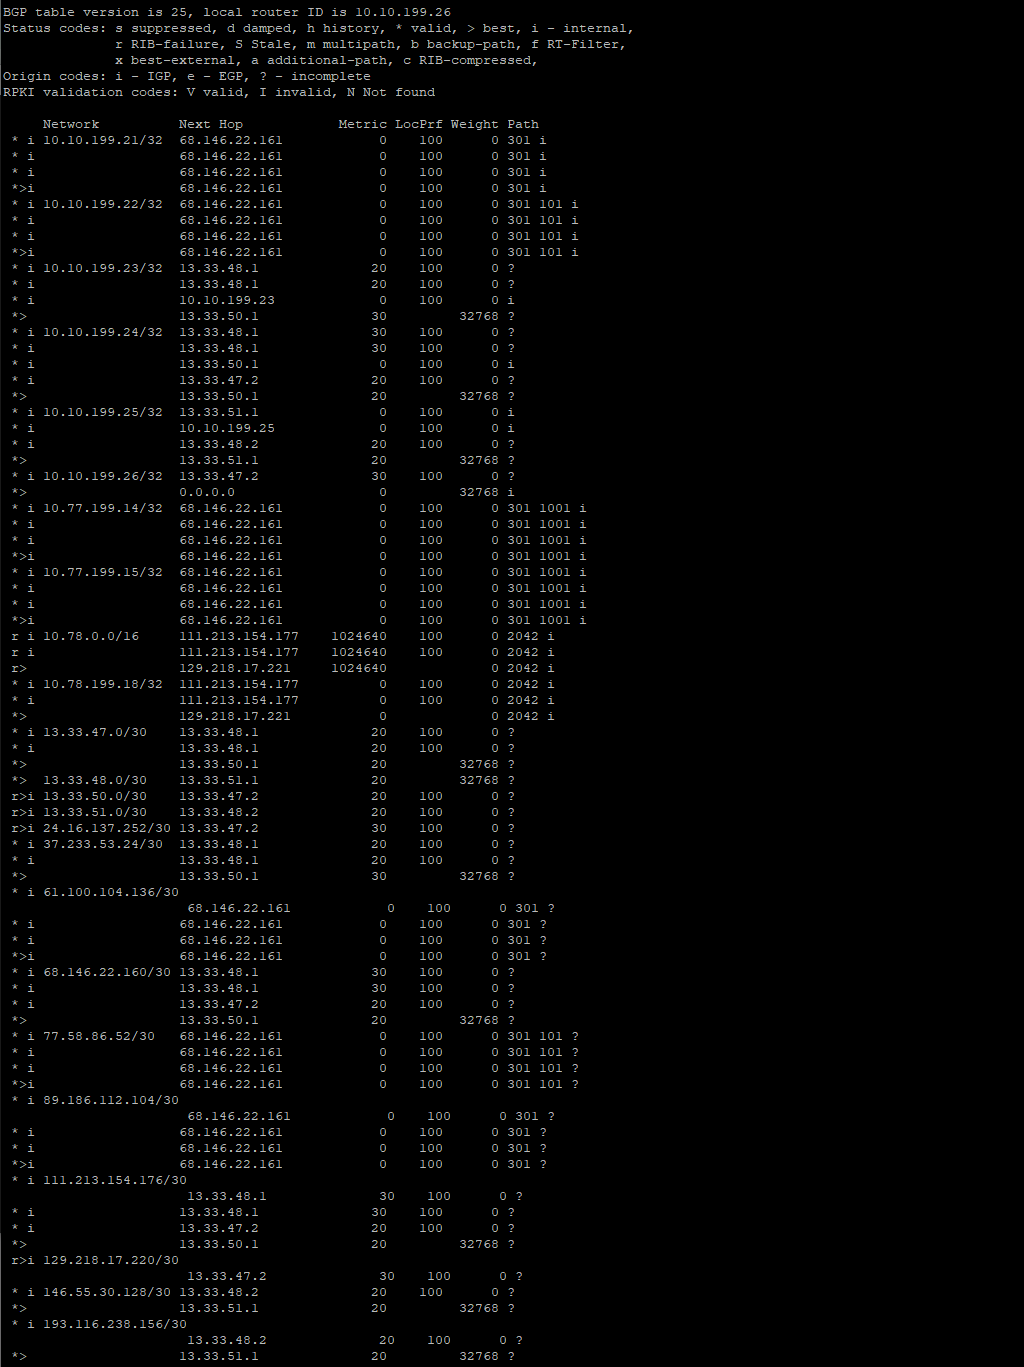 BGP table version is 25, local router ID is 10.10.199.26
Status codes: s suppressed, d damped, h history, * valid, > best, i - internal,
              r RIB-failure, S Stale, m multipath, b backup-path, f RT-Filter,
              x best-external, a additional-path, c RIB-compressed,
Origin codes: i - IGP, e - EGP, ? - incomplete
RPKI validation codes: V valid, I invalid, N Not found

     Network          Next Hop            Metric LocPrf Weight Path
 * i 10.10.199.21/32  68.146.22.161            0    100      0 301 i
 * i                  68.146.22.161            0    100      0 301 i
 * i                  68.146.22.161            0    100      0 301 i
 *>i                  68.146.22.161            0    100      0 301 i
 * i 10.10.199.22/32  68.146.22.161            0    100      0 301 101 i
 * i                  68.146.22.161            0    100      0 301 101 i
 * i                  68.146.22.161            0    100      0 301 101 i
 *>i                  68.146.22.161            0    100      0 301 101 i
 * i 10.10.199.23/32  13.33.48.1              20    100      0 ?
 * i                  13.33.48.1              20    100      0 ?
 * i                  10.10.199.23             0    100      0 i
 *>                   13.33.50.1              30         32768 ?
 * i 10.10.199.24/32  13.33.48.1              30    100      0 ?
 * i                  13.33.48.1              30    100      0 ?
 * i                  13.33.50.1               0    100      0 i
 * i                  13.33.47.2              20    100      0 ?
 *>                   13.33.50.1              20         32768 ?
 * i 10.10.199.25/32  13.33.51.1               0    100      0 i
 * i                  10.10.199.25             0    100      0 i
 * i                  13.33.48.2              20    100      0 ?
 *>                   13.33.51.1              20         32768 ?
 * i 10.10.199.26/32  13.33.47.2              30    100      0 ?
 *>                   0.0.0.0                  0         32768 i
 * i 10.77.199.14/32  68.146.22.161            0    100      0 301 1001 i
 * i                  68.146.22.161            0    100      0 301 1001 i
 * i                  68.146.22.161            0    100      0 301 1001 i
 *>i                  68.146.22.161            0    100      0 301 1001 i
 * i 10.77.199.15/32  68.146.22.161            0    100      0 301 1001 i
 * i                  68.146.22.161            0    100      0 301 1001 i
 * i                  68.146.22.161            0    100      0 301 1001 i
 *>i                  68.146.22.161            0    100      0 301 1001 i
 r i 10.78.0.0/16     111.213.154.177    1024640    100      0 2042 i
 r i                  111.213.154.177    1024640    100      0 2042 i
 r>                   129.218.17.221     1024640             0 2042 i
 * i 10.78.199.18/32  111.213.154.177          0    100      0 2042 i
 * i                  111.213.154.177          0    100      0 2042 i
 *>                   129.218.17.221           0             0 2042 i
 * i 13.33.47.0/30    13.33.48.1              20    100      0 ?
 * i                  13.33.48.1              20    100      0 ?
 *>                   13.33.50.1              20         32768 ?
 *>  13.33.48.0/30    13.33.51.1              20         32768 ?
 r>i 13.33.50.0/30    13.33.47.2              20    100      0 ?
 r>i 13.33.51.0/30    13.33.48.2              20    100      0 ?
 r>i 24.16.137.252/30 13.33.47.2              30    100      0 ?
 * i 37.233.53.24/30  13.33.48.1              20    100      0 ?
 * i                  13.33.48.1              20    100      0 ?
 *>                   13.33.50.1              30         32768 ?
 * i 61.100.104.136/30
                       68.146.22.161            0    100      0 301 ?
 * i                  68.146.22.161            0    100      0 301 ?
 * i                  68.146.22.161            0    100      0 301 ?
 *>i                  68.146.22.161            0    100      0 301 ?
 * i 68.146.22.160/30 13.33.48.1              30    100      0 ?
 * i                  13.33.48.1              30    100      0 ?
 * i                  13.33.47.2              20    100      0 ?
 *>                   13.33.50.1              20         32768 ?
 * i 77.58.86.52/30   68.146.22.161            0    100      0 301 101 ?
 * i                  68.146.22.161            0    100      0 301 101 ?
 * i                  68.146.22.161            0    100      0 301 101 ?
 *>i                  68.146.22.161            0    100      0 301 101 ?
 * i 89.186.112.104/30
                       68.146.22.161            0    100      0 301 ?
 * i                  68.146.22.161            0    100      0 301 ?
 * i                  68.146.22.161            0    100      0 301 ?
 *>i                  68.146.22.161            0    100      0 301 ?
 * i 111.213.154.176/30
                       13.33.48.1              30    100      0 ?
 * i                  13.33.48.1              30    100      0 ?
 * i                  13.33.47.2              20    100      0 ?
 *>                   13.33.50.1              20         32768 ?
 r>i 129.218.17.220/30
                       13.33.47.2              30    100      0 ?
 * i 146.55.30.128/30 13.33.48.2              20    100      0 ?
 *>                   13.33.51.1              20         32768 ?
 * i 193.116.238.156/30
                       13.33.48.2              20    100      0 ?
 *>                   13.33.51.1              20         32768 ?